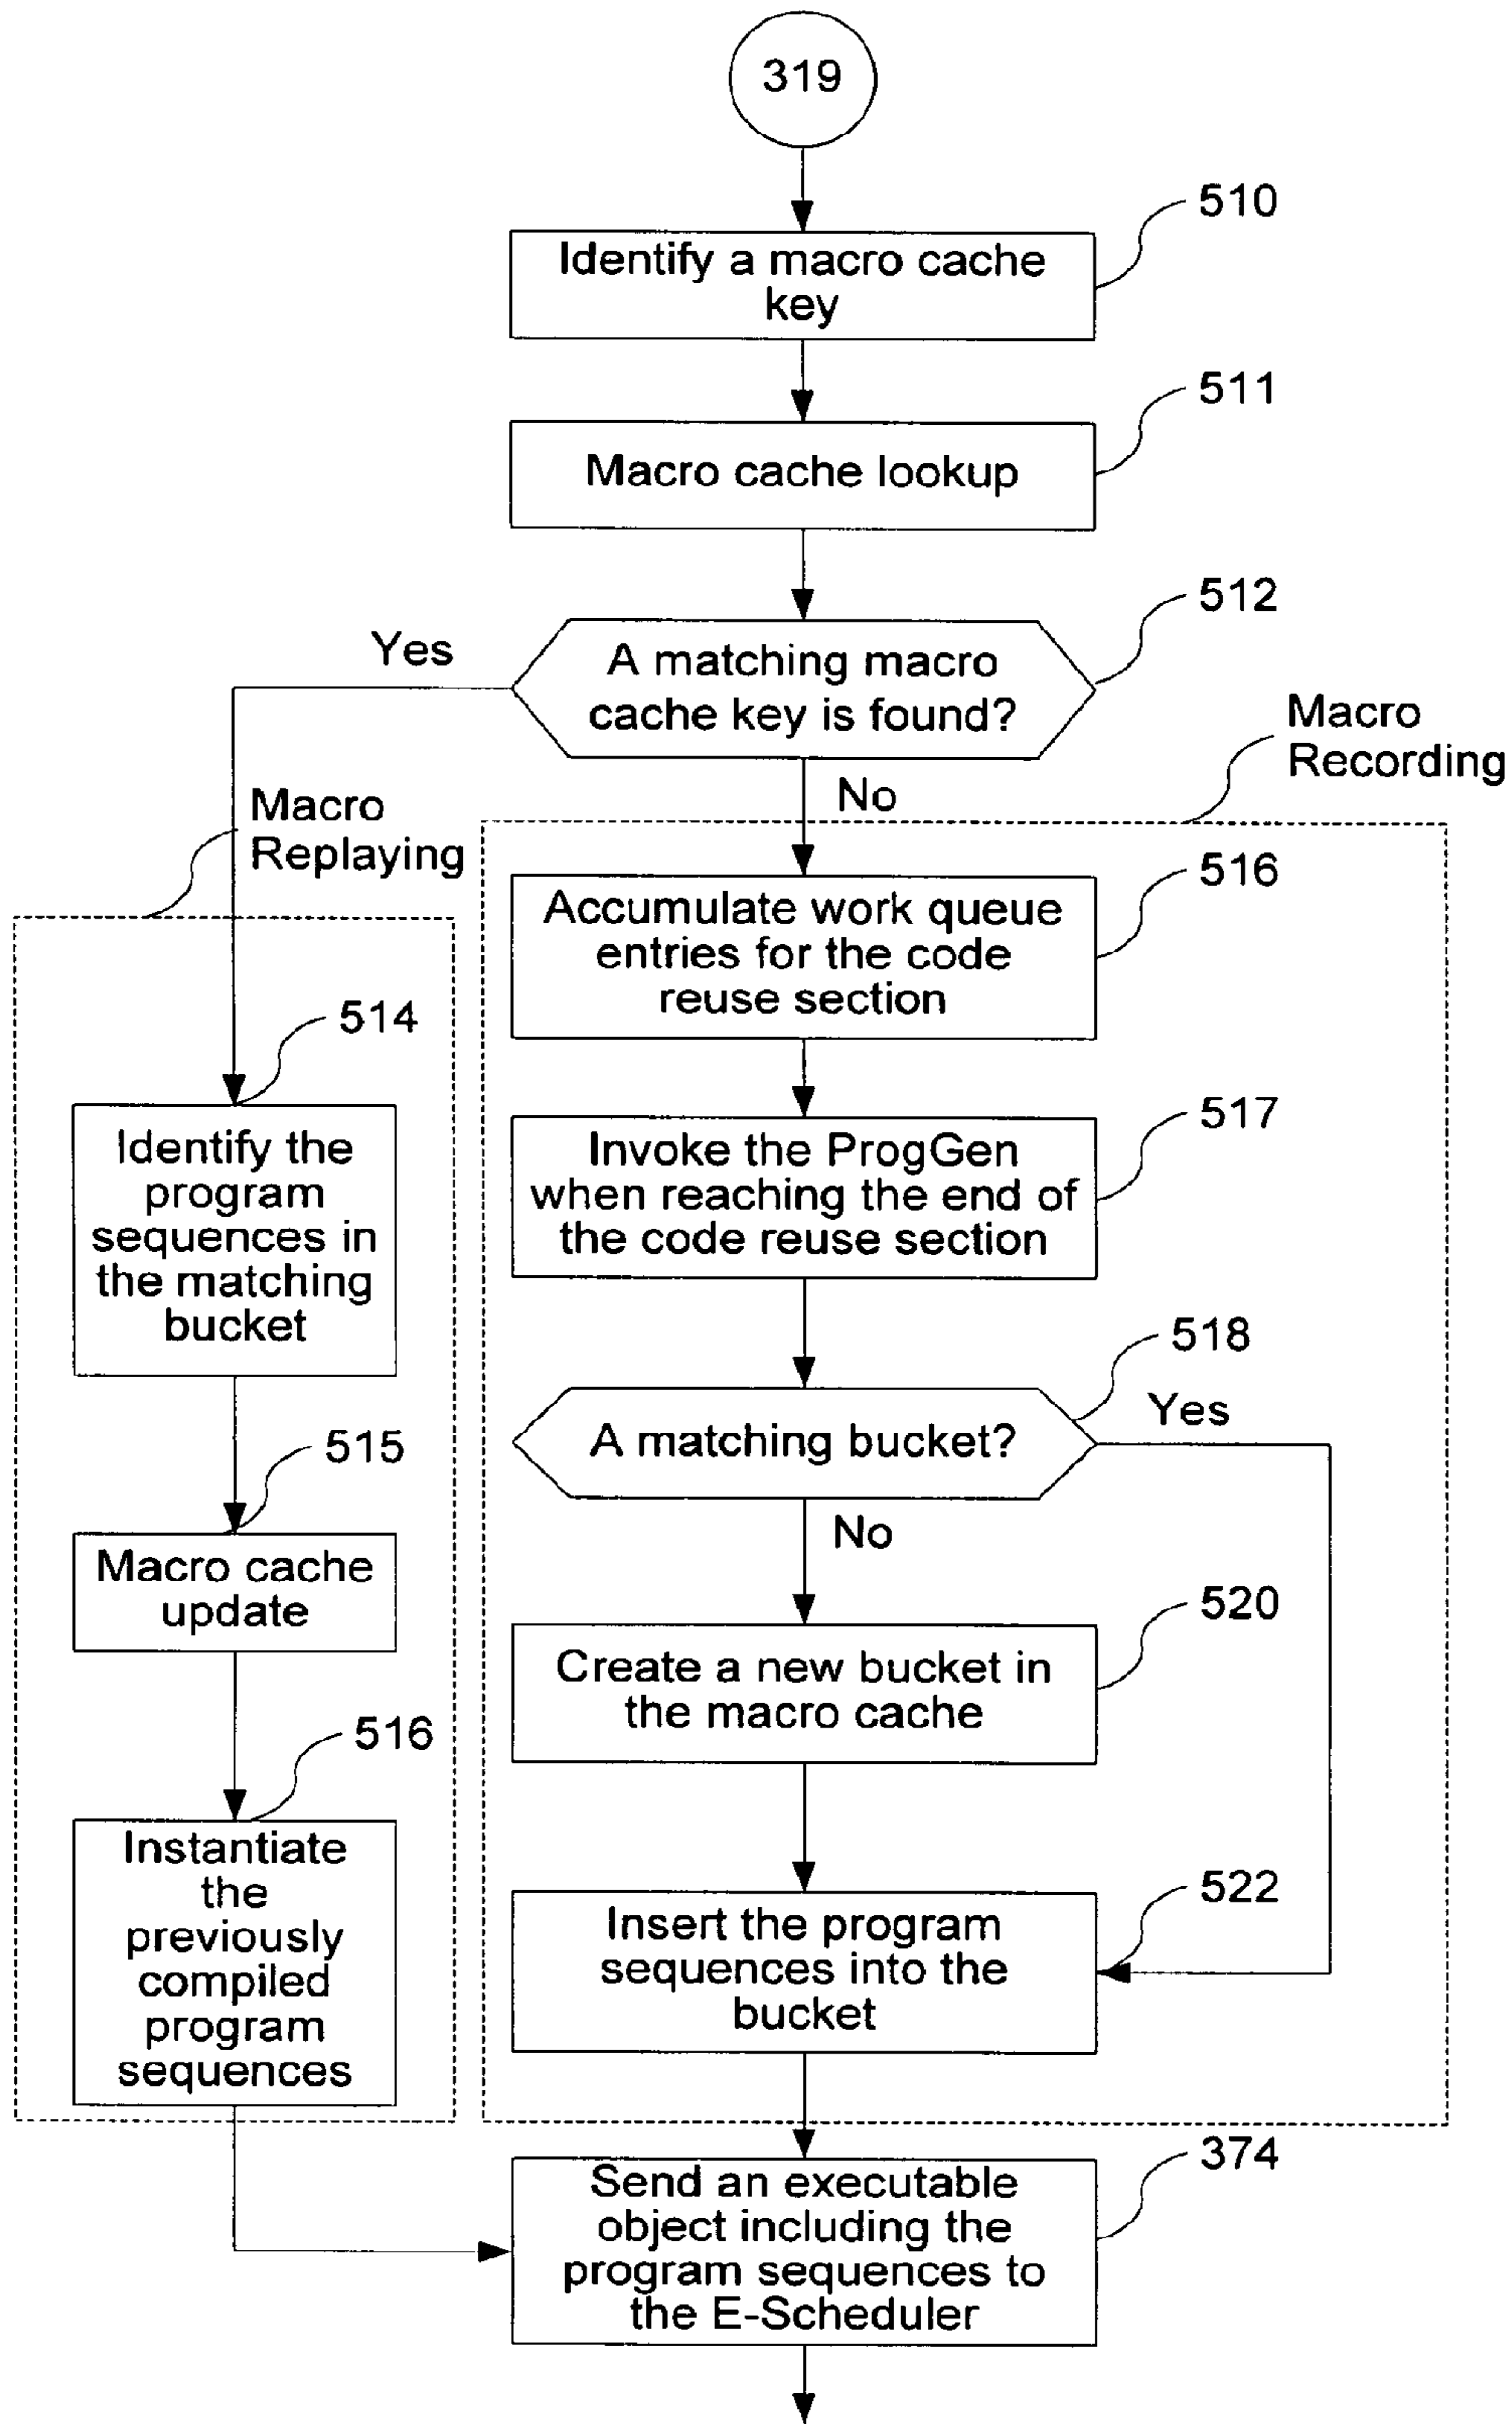 319
510
Identify a macro cache
key
511
Macro cache lookup
512
Yes
A matching macro
cache key is found?
Macro
Recording
No
Macro
Replaying
516
Accumulate work queue
entries for the code
reuse section
514
517
Identify the
program
sequences in
the matching
bucket
Invoke the ProgGen
when reaching the end of
the code reuse section
518
Yes
A matching bucket?
515
No
Macro cache
update
520
Create a new bucket in
the macro cache
516
Instantiate
the
previously
compiled
program
sequences
522
Insert the program
sequences into the
bucket
374
Send an executable
object including the
program sequences to
the E-Scheduler